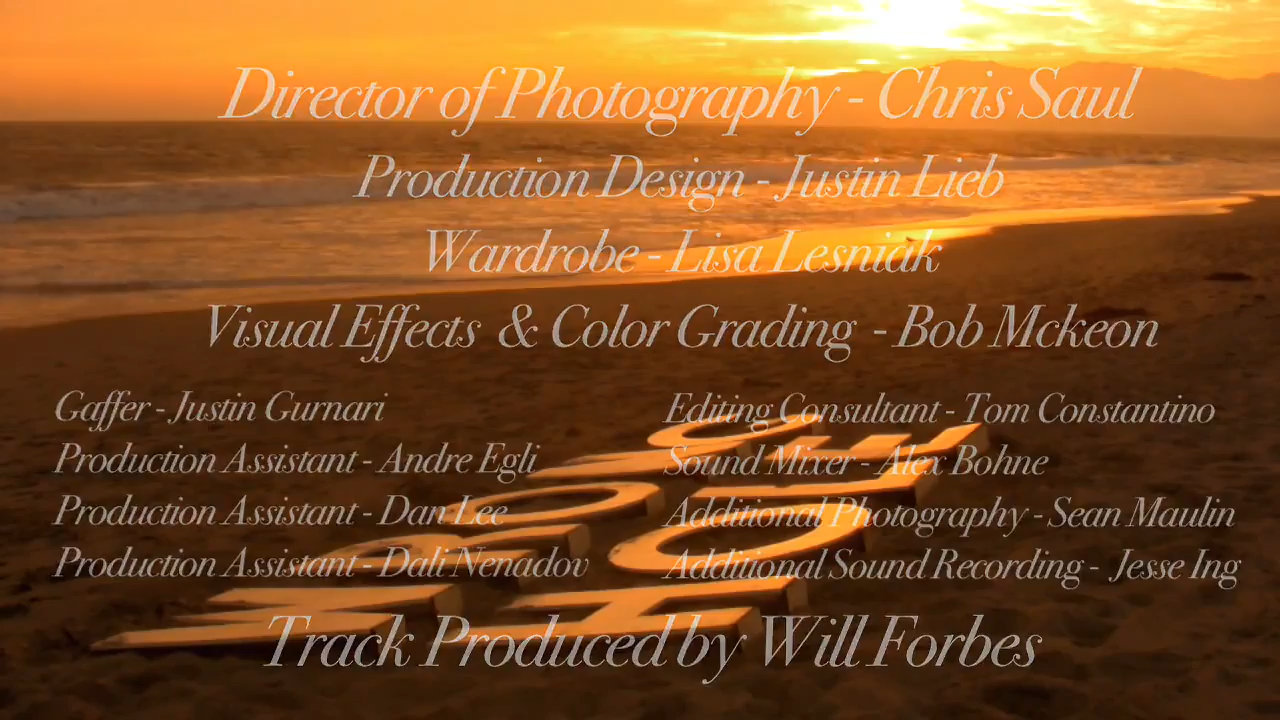 Director of Photography - Chris Saul
Production Design - Justin Lieb
Wardrobe - Lisa Lesniak
Visual Effects & Color Grading - Bob Mckeon
Gaffer - Justin Gurnari
Production Assistant - Andre Egli
Production Assistant - Dan Lee
Production Assistant - Dali Nenadov
Editing Consultant - Tom Constantino
Sound Mixer - Alex Bohne
Additional Photography - Sean Maulin
Additional Sound Recording - Jesse Ing
Track Produced by Will Forbes